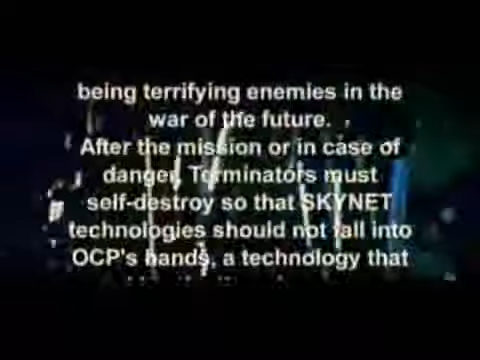 being terrifying enemies in the
war of the future.
After the mission or in case of
danger, Terminators must
self-destroy so that SKYNET
technologies should not fall into
OCP's hands, a technology that